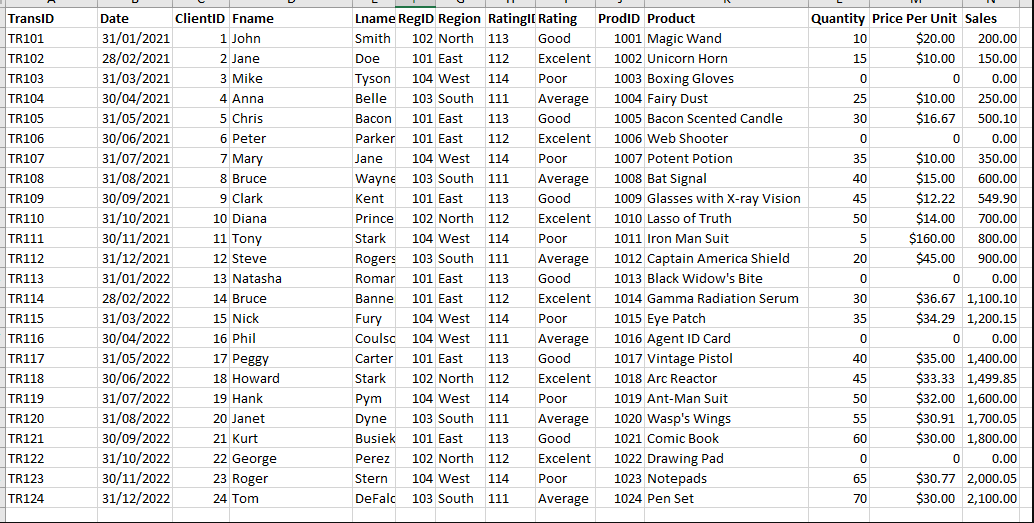 TransID Date ClientID Fname Lname RegID Region RatingID Rating ProdID Product Quantity Price Per Unit Sales
TR101 31/01/2021 1 John Smith 102 North 113 Good 1001 Magic Wand 10 $20.00 200.00
TR102 28/02/2021 2 Jane Doe 101 East 112 Excelent 1002 Unicorn Horn 15 $10.00 150.00
TR103 31/03/2021 3 Mike Tyson 104 West 114 Poor 1003 Boxing Gloves 0 0 0.00
TR104 30/04/2021 4 Anna Belle 103 South 111 Average 1004 Fairy Dust 25 $10.00 250.00
TR105 31/05/2021 5 Chris Bacon 101 East 113 Good 1005 Bacon Scented Candle 30 $16.67 500.10
TR106 30/06/2021 6 Peter Parker 101 East 112 Excelent 1006 Web Shooter 0 0 0.00
TR107 31/07/2021 7 Mary Jane 104 West 114 Poor 1007 Potent Potion 35 $10.00 350.00
TR108 31/08/2021 8 Bruce Wayne 103 South 111 Average 1008 Bat Signal 40 $15.00 600.00
TR109 30/09/2021 9 Clark Kent 101 East 113 Good 1009 Glasses with X-ray Vision 45 $12.22 549.90
TR110 31/10/2021 10 Diana Prince 102 North 112 Excelent 1010 Lasso of Truth 50 $14.00 700.00
TR111 30/11/2021 11 Tony Stark 104 West 114 Poor 1011 Iron Man Suit 5 $160.00 800.00
TR112 31/12/2021 12 Steve Rogers 103 South 111 Average 1012 Captain America Shield 20 $45.00 900.00
TR113 31/01/2022 13 Natasha Romar 101 East 113 Good 1013 Black Widow's Bite 0 0 0.00
TR114 28/02/2022 14 Bruce Banne 101 East 112 Excelent 1014 Gamma Radiation Serum 30 $36.67 1,100.10
TR115 31/03/2022 15 Nick Fury 104 West 114 Poor 1015 Eye Patch 35 $34.29 1,200.15
TR116 30/04/2022 16 Phil Coulsc 104 West 111 Average 1016 Agent ID Card 0 0 0.00
TR117 31/05/2022 17 Peggy Carter 101 East 113 Good 1017 Vintage Pistol 40 $35.00 1,400.00
TR118 30/06/2022 18 Howard Stark 102 North 112 Excelent 1018 Arc Reactor 45 $33.33 1,499.85
TR119 31/07/2022 19 Hank Pym 104 West 114 Poor 1019 Ant-Man Suit 50 $32.00 1,600.00
TR120 31/08/2022 20 Janet Dyne 103 South 111 Average 1020 Wasp's Wings 55 $30.91 1,700.05
TR121 30/09/2022 21 Kurt Busiek 101 East 113 Good 1021 Comic Book 60 $30.00 1,800.00
TR122 31/10/2022 22 George Perez 102 North 112 Excelent 1022 Drawing Pad 0 0 0.00
TR123 30/11/2022 23 Roger Stern 104 West 114 Poor 1023 Notepads 65 $30.77 2,000.05
TR124 31/12/2022 24 Tom DeFalc 103 South 111 Average 1024 Pen Set 70 $30.00 2,100.00